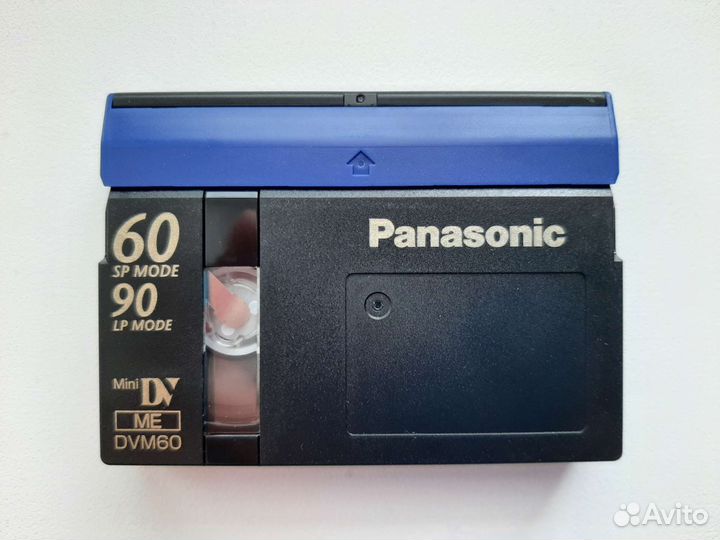 60
SP MODE
90
LP MODE
Mini DV
ME
DVM60
Panasonic
Avito